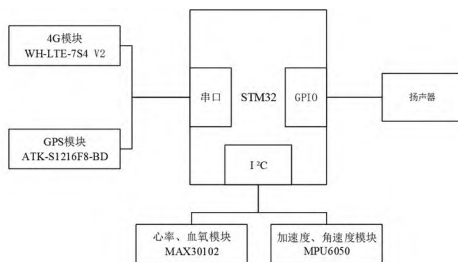 4G模块
WH-LTE-7S4 V2
GPS模块
ATK-S1216F8-BD
串口
STM32
GPIO
扬声器
I²C
心率、血氧模块
MAX30102
加速度、角速度模块
MPU6050